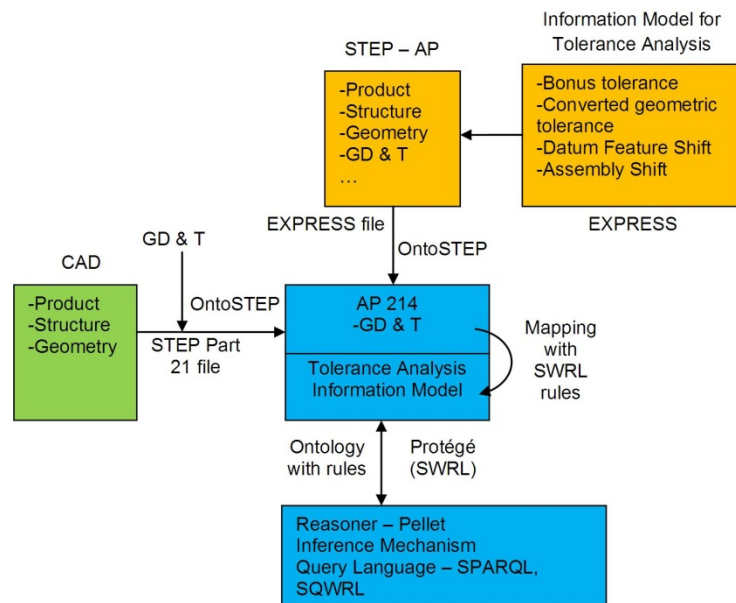 Information Model for
Tolerance Analysis
STEP – AP
-Product
-Structure
-Geometry
-GD & T
...
-Bonus tolerance
-Converted geometric
tolerance
-Datum Feature Shift
-Assembly Shift
EXPRESS file
EXPRESS
OntoSTEP
GD & T
CAD
-Product
-Structure
-Geometry
OntoSTEP
STEP Part
21 file
AP 214
-GD & T
Tolerance Analysis
Information Model
Mapping
with
SWRL
rules
Ontology
with rules
Protégé
(SWRL)
Reasoner – Pellet
Inference Mechanism
Query Language – SPARQL,
SQWRL